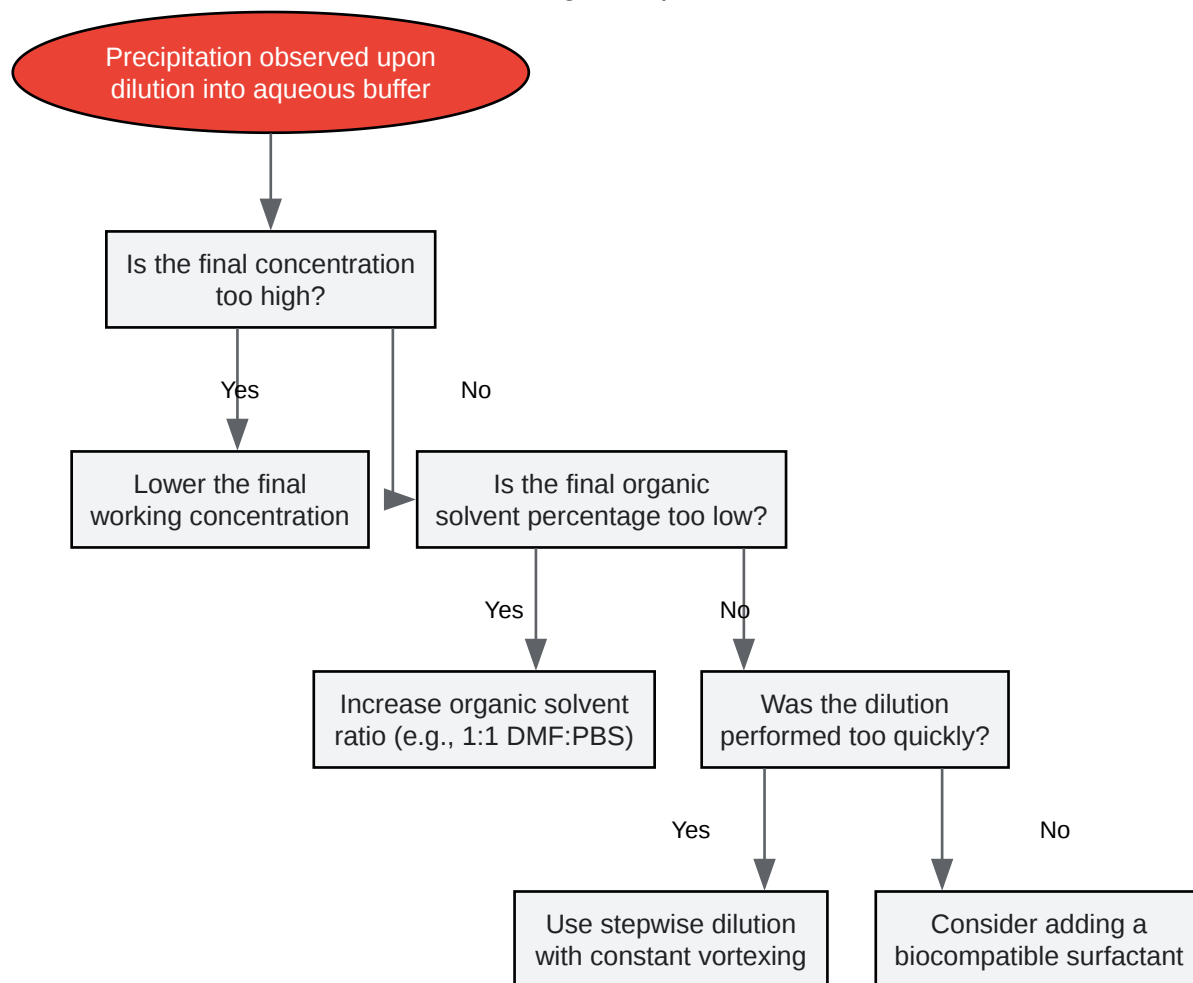 Precipitation observed upon
dilution into aqueous buffer
Is the final concentration
too high?
Yes
No
Lower the final
working concentration
Is the final organic
solvent percentage too low?
Yes
No
Increase organic solvent
ratio (e.g., 1:1 DMF:PBS)
Was the dilution
performed too quickly?
Yes
No
Use stepwise dilution
with constant vortexing
Consider adding a
biocompatible surfactant